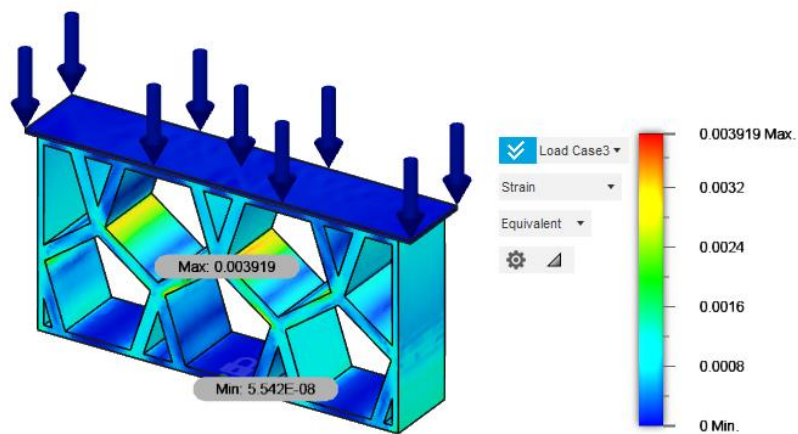 Max: 0.003919
Min: 5.542E-08
Load Case3
Strain
Equivalent
0.003919 Max.
0.0032
0.0024
0.0016
0.0008
0 Min.